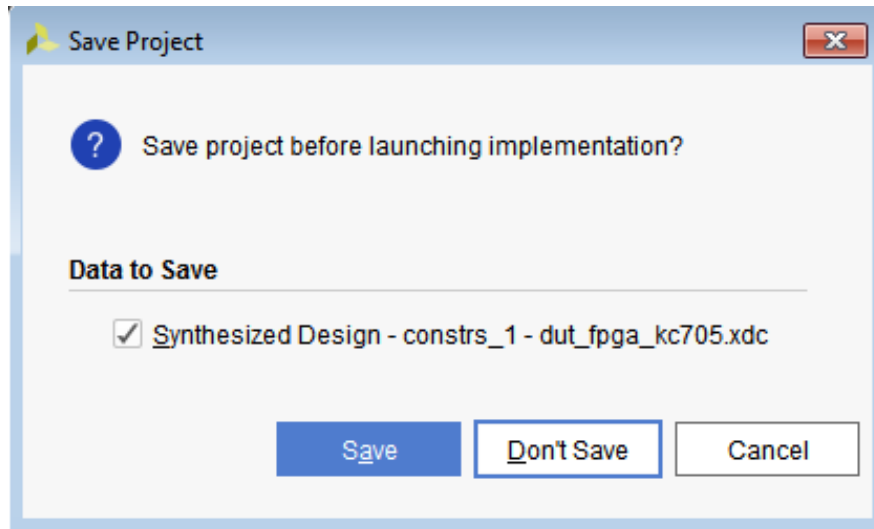 Save Project
Save project before launching implementation?
Data to Save
Synthesized Design - constrs_1 - dut_fpga_kc705.xdc
Save
Don't Save
Cancel